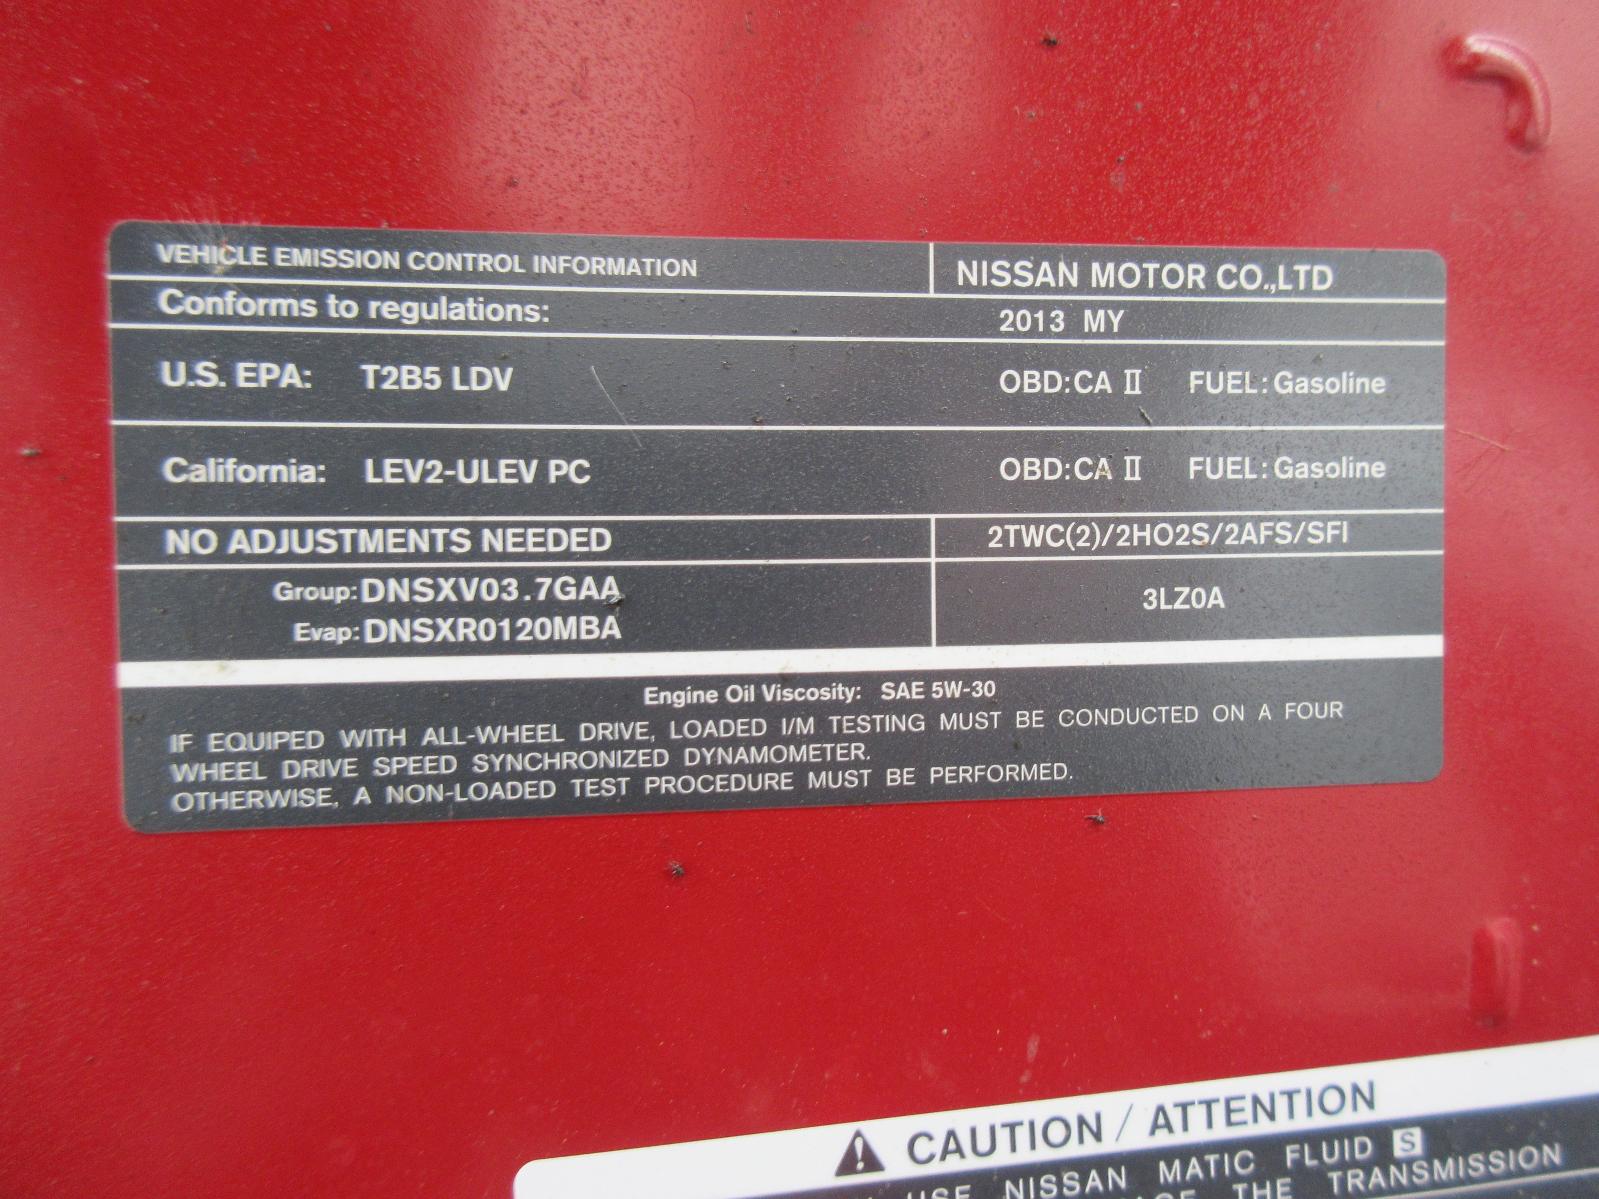 VEHICLE EMISSION CONTROL INFORMATION NISSAN MOTOR CO.,LTD
Conforms to regulations: 2013 MY
U.S. EPA: T2B5 LDV OBD:CA II FUEL:Gasoline
California: LEV2-ULEV PC OBD:CA II FUEL:Gasoline
NO ADJUSTMENTS NEEDED 2TWC(2)/2HO2S/2AFS/SFI
Group:DNSXV03.7GAA
Evap:DNSXR0120MBA
3LZ0A
Engine Oil Viscosity: SAE 5W-30
IF EQUIPED WITH ALL-WHEEL DRIVE, LOADED I/M TESTING MUST BE CONDUCTED ON A FOUR
WHEEL DRIVE SPEED SYNCHRONIZED DYNAMOMETER.
OTHERWISE, A NON-LOADED TEST PROCEDURE MUST BE PERFORMED.
CAUTION / ATTENTION
USE NISSAN MATIC FLUID S
THE TRANSMISSION